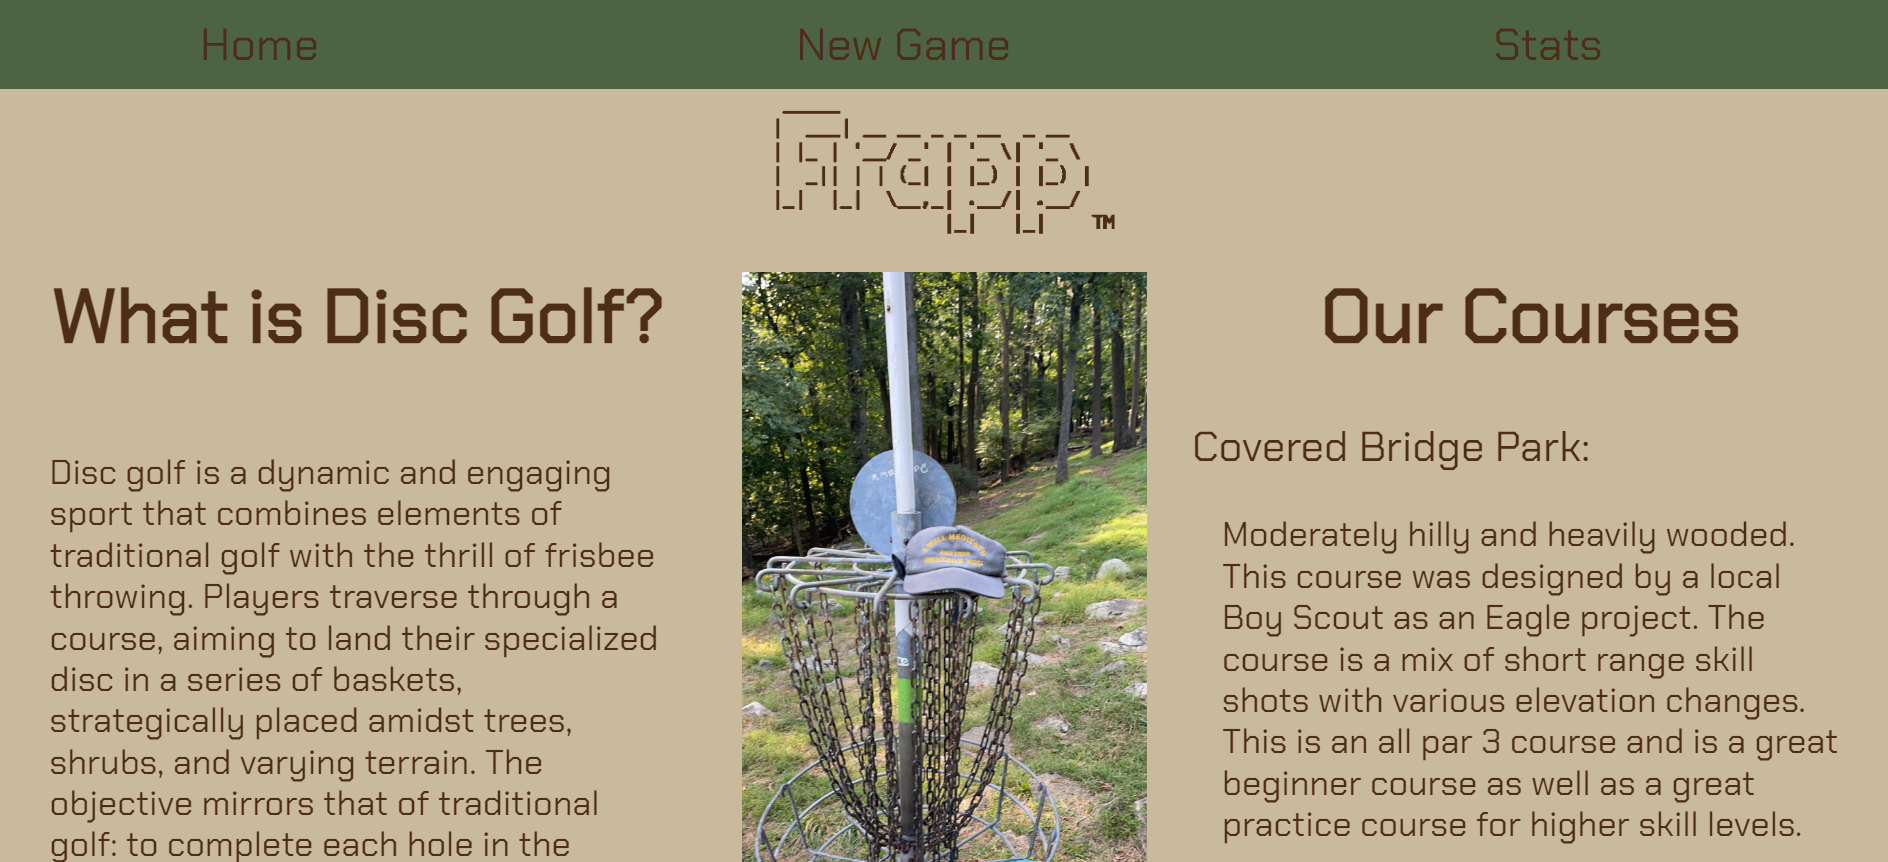 Home
New Game
Stats
Frapp™
What is Disc Golf?
Disc golf is a dynamic and engaging
sport that combines elements of
traditional golf with the thrill of frisbee
throwing. Players traverse through a
course, aiming to land their specialized
disc in a series of baskets,
strategically placed amidst trees,
shrubs, and varying terrain. The
objective mirrors that of traditional
golf: to complete each hole in the
Our Courses
Covered Bridge Park:
Moderately hilly and heavily wooded.
This course was designed by a local
Boy Scout as an Eagle project. The
course is a mix of short range skill
shots with various elevation changes.
This is an all par 3 course and is a great
beginner course as well as a great
practice course for higher skill levels.